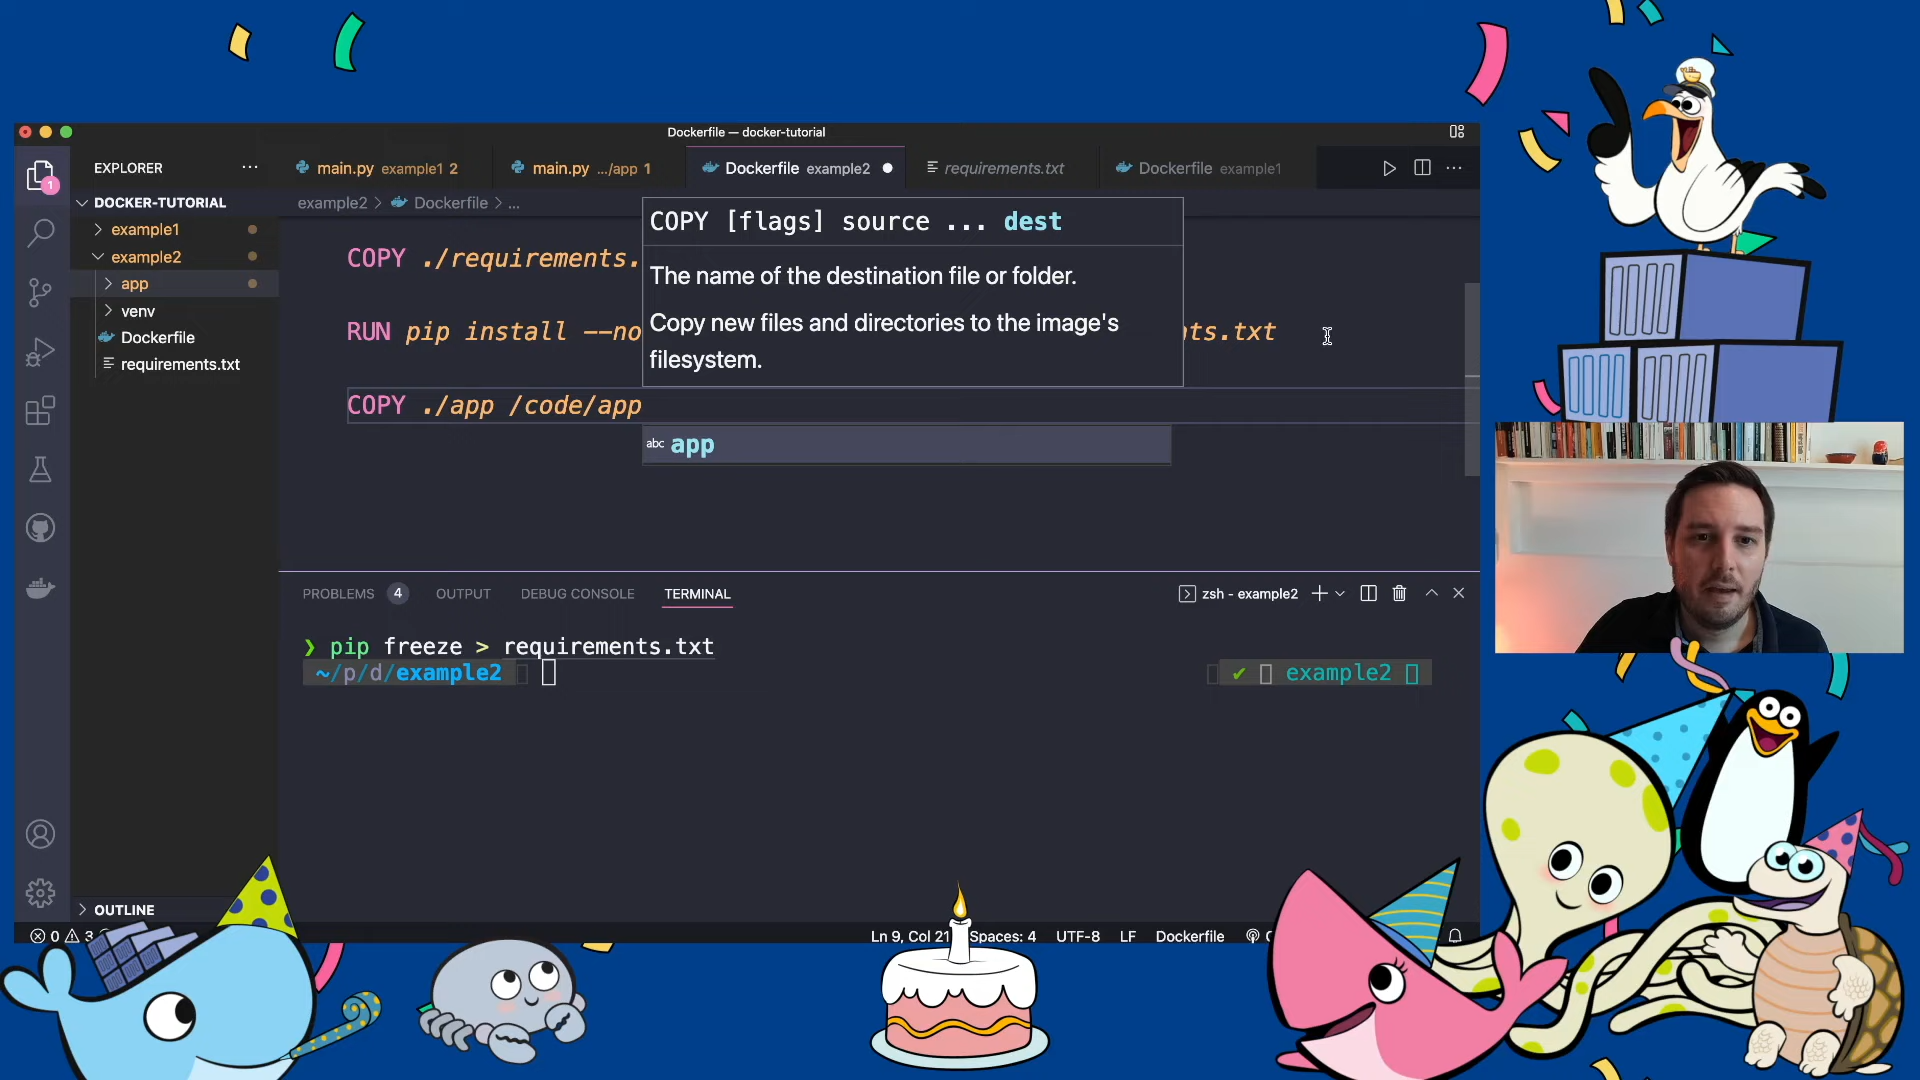 Dockerfile — docker-tutorial
EXPLORER
main.py example1 2
main.py .../app 1
Dockerfile example2
requirements.txt
Dockerfile example1
1
DOCKER-TUTORIAL
example2 > Dockerfile > ...
example1
example2
app
venv
Dockerfile
requirements.txt
COPY [flags] source ... dest
The name of the destination file or folder.
Copy new files and directories to the image's
filesystem.
COPY ./requirements.
RUN pip install --no
ts.txt
COPY ./app /code/app
abc app
PROBLEMS 4
OUTPUT
DEBUG CONSOLE
TERMINAL
zsh - example2
❯ pip freeze > requirements.txt
~/p/d/example2
✔ example2
OUTLINE
0 3
Ln 9, Col 21
Spaces: 4
UTF-8
LF
Dockerfile